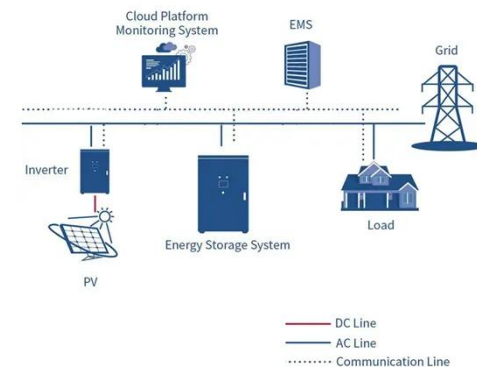 Cloud Platform
Monitoring System
EMS
Grid
Inverter
Load
Energy Storage System
PV
DC Line
AC Line
Communication Line